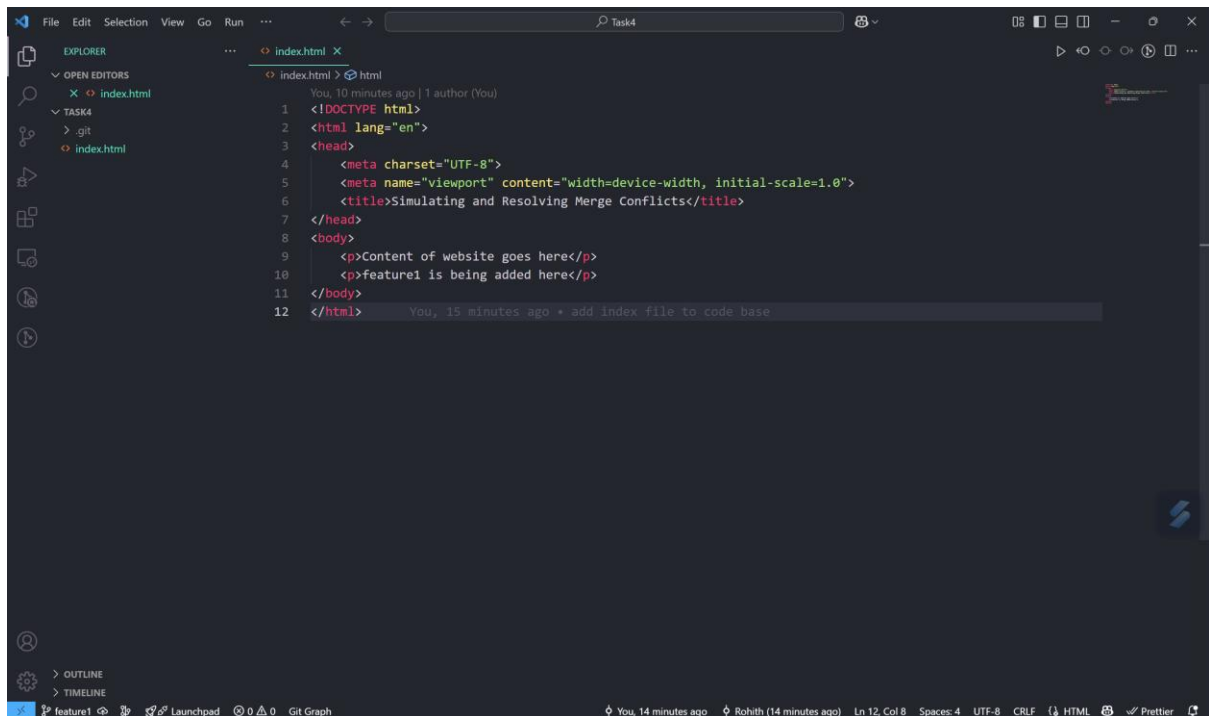 File Edit Selection View Go Run ··· Task4
EXPLORER ···
index.html
OPEN EDITORS
index.html
TASK4
.git
index.html
index.html > html
You, 10 minutes ago | 1 author (You)
1 <!DOCTYPE html>
2 <html lang="en">
3 <head>
4 <meta charset="UTF-8">
5 <meta name="viewport" content="width=device-width, initial-scale=1.0">
6 <title>Simulating and Resolving Merge Conflicts</title>
7 </head>
8 <body>
9 <p>Content of website goes here</p>
10 <p>feature1 is being added here</p>
11 </body>
12 </html> You, 15 minutes ago • add index file to code base
OUTLINE
TIMELINE
feature1 Launchpad 0 0 Git Graph You, 14 minutes ago Rohith (14 minutes ago) Ln 12, Col 8 Spaces: 4 UTF-8 CRLF HTML Prettier